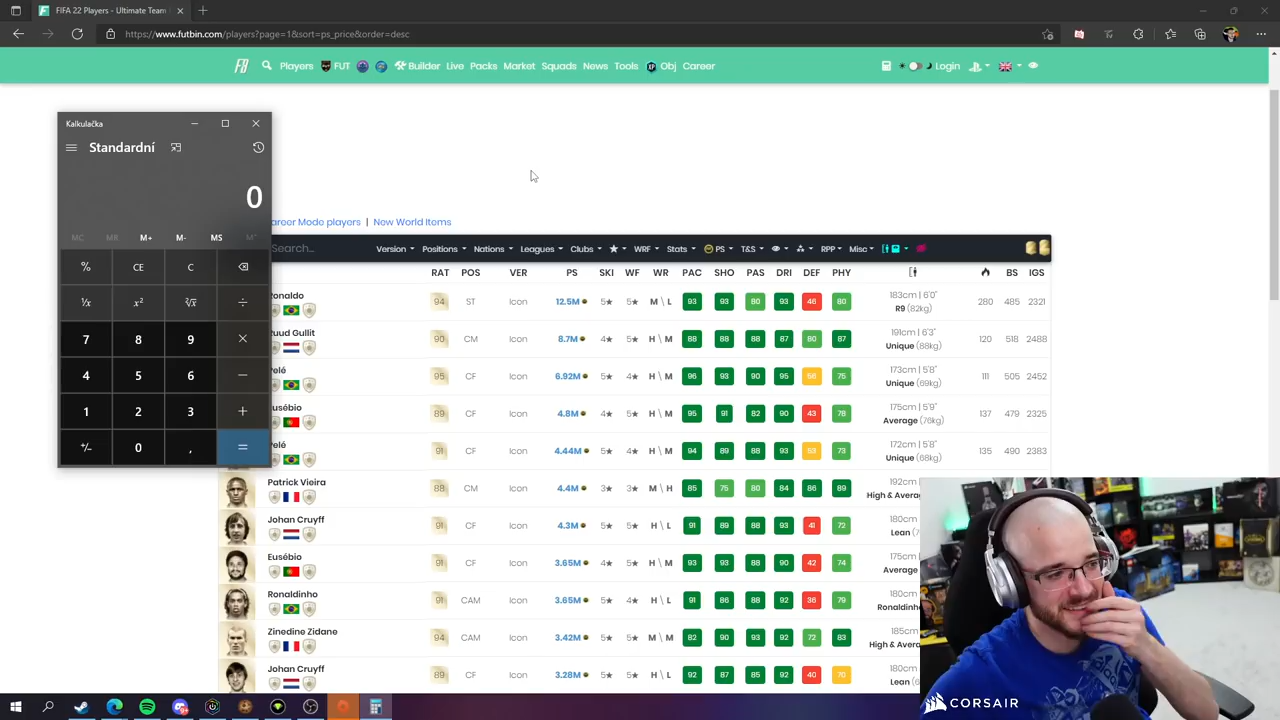 FIFA 22 Players - Ultimate Team
https://www.futbin.com/players?page=1&sort=ps_price&order=desc
FB Players FUT Builder Live Packs Market Squads News Tools Obj Career Login
Kalkulačka
Standardní
0
MC MR M+ M- MS
% CE C
¹/x x² ²√x ÷
7 8 9 ×
4 5 6 −
1 2 3 +
+/- 0 , =
areer Mode players | New World Items
Search... Version Positions Nations Leagues Clubs WRF Stats PS T&S RPP Misc
RAT POS VER PS SKI WF WR PAC SHO PAS DRI DEF PHY BS IGS
onaldo 94 ST Icon 12.5M 5★ 5★ M \ L 93 93 80 93 46 80 183cm | 6'0" R9 (82kg) 280 485 2321
uud Gullit 90 CM Icon 8.7M 4★ 5★ H \ M 88 88 88 87 80 87 191cm | 6'3" Unique (88kg) 120 518 2488
elé 95 CF Icon 6.92M 5★ 4★ H \ M 96 93 90 95 56 75 173cm | 5'8" Unique (69kg) 111 505 2452
usébio 89 CF Icon 4.8M 4★ 5★ H \ M 95 91 82 90 43 78 175cm | 5'9" Average (76kg) 137 479 2325
elé 91 CF Icon 4.44M 5★ 4★ H \ M 94 89 88 93 53 73 172cm | 5'8" Unique (68kg) 135 490 2383
Patrick Vieira 88 CM Icon 4.4M 3★ 3★ M \ H 85 75 80 84 86 89 192cm High & Avera
Johan Cruyff 91 CF Icon 4.3M 5★ 5★ H \ L 91 89 88 93 41 72 180cm Lean
Eusébio 91 CF Icon 3.65M 4★ 5★ H \ M 93 93 88 90 42 74 175cm Average
Ronaldinho 91 CAM Icon 3.65M 5★ 4★ H \ L 91 86 88 92 36 79 180cm Ronaldinh
Zinedine Zidane 94 CAM Icon 3.42M 5★ 5★ M \ M 82 90 93 92 72 83 185cm High & Avera
Johan Cruyff 89 CF Icon 3.28M 5★ 5★ H \ L 92 87 85 92 40 70 180cm Lean
CORSAIR